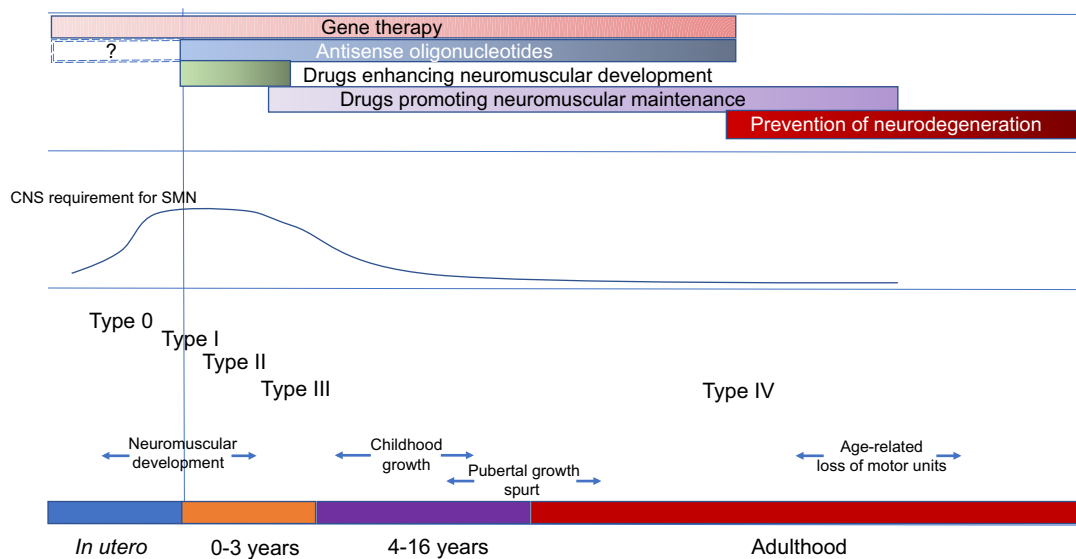 Gene therapy
?
Antisense oligonucleotides
Drugs enhancing neuromuscular development
Drugs promoting neuromuscular maintenance
Prevention of neurodegeneration
CNS requirement for SMN
Type 0
Type I
Type II
Type III
Type IV
Neuromuscular
development
Childhood
growth
Pubertal growth
spurt
Age-related
loss of motor units
In utero
0-3 years
4-16 years
Adulthood